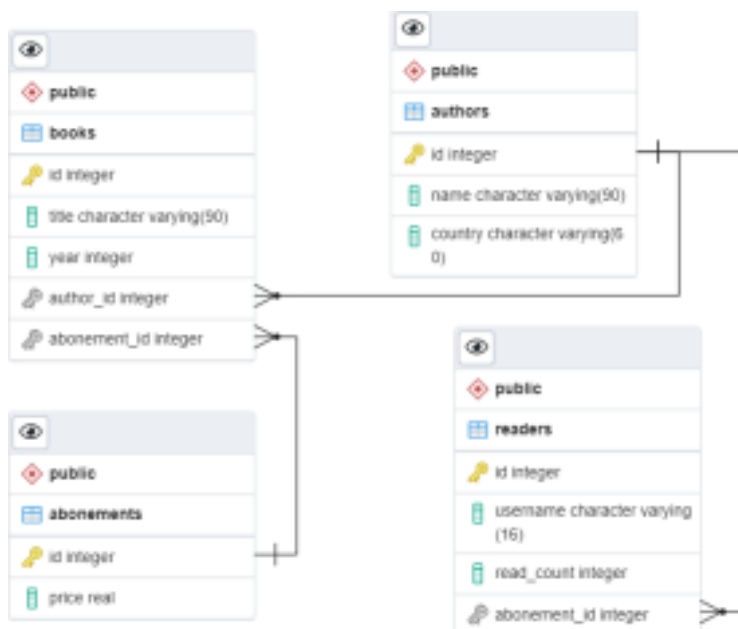 public
books
id integer
title character varying(90)
year integer
author_id integer
abonement_id integer
public
authors
id integer
name character varying(90)
country character varying(6
0)
public
abonements
id integer
price real
public
readers
id integer
username character varying
(16)
read_count integer
abonement_id integer